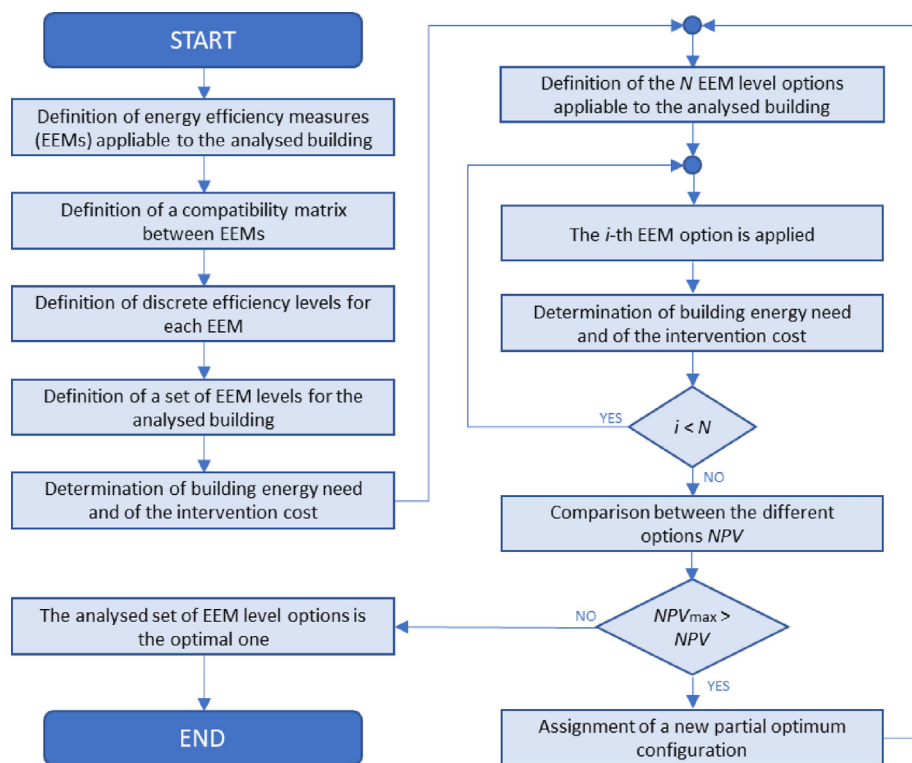 START
Definition of energy efficiency measures
(EEMs) appliable to the analysed building
Definition of a compatibility matrix
between EEMs
Definition of discrete efficiency levels for
each EEM
Definition of a set of EEM levels for the
analysed building
Determination of building energy need
and of the intervention cost
Definition of the N EEM level options
appliable to the analysed building
The i-th EEM option is applied
Determination of building energy need
and of the intervention cost
YES
i < N
NO
Comparison between the different
options NPV
NPVmax >
NPV
NO
YES
Assignment of a new partial optimum
configuration
The analysed set of EEM level options is
the optimal one
END